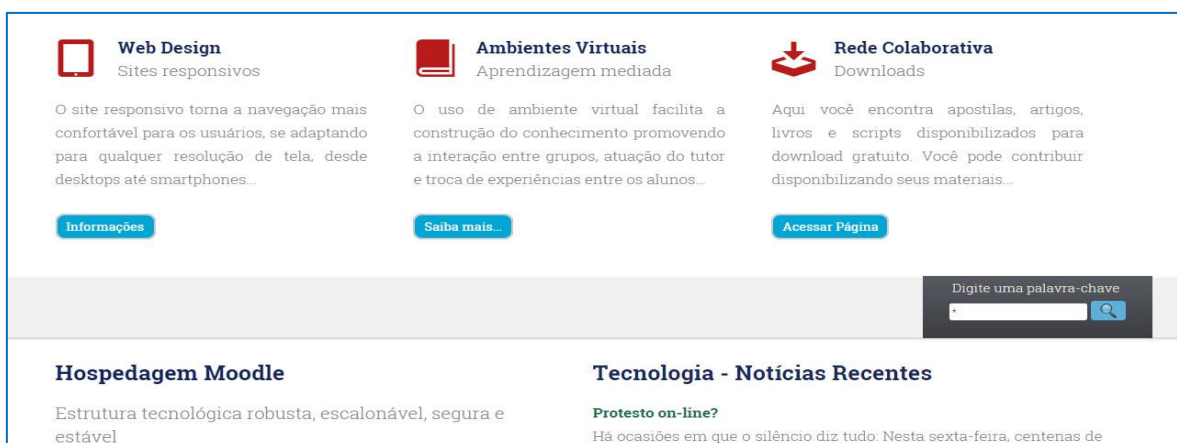 Web Design
Sites responsivos
O site responsivo torna a navegação mais
confortável para os usuários, se adaptando
para qualquer resolução de tela, desde
desktops até smartphones...
Informações
Ambientes Virtuais
Aprendizagem mediada
O uso de ambiente virtual facilita a
construção do conhecimento promovendo
a interação entre grupos, atuação do tutor
e troca de experiências entre os alunos...
Saiba mais...
Rede Colaborativa
Downloads
Aqui você encontra apostilas, artigos,
livros e scripts disponibilizados para
download gratuito. Você pode contribuir
disponibilizando seus materiais...
Acessar Página
Digite uma palavra-chave
*
Hospedagem Moodle
Estrutura tecnológica robusta, escalonável, segura e
estável
Tecnologia - Notícias Recentes
Protesto on-line?
Há ocasiões em que o silêncio diz tudo: Nesta sexta-feira, centenas de